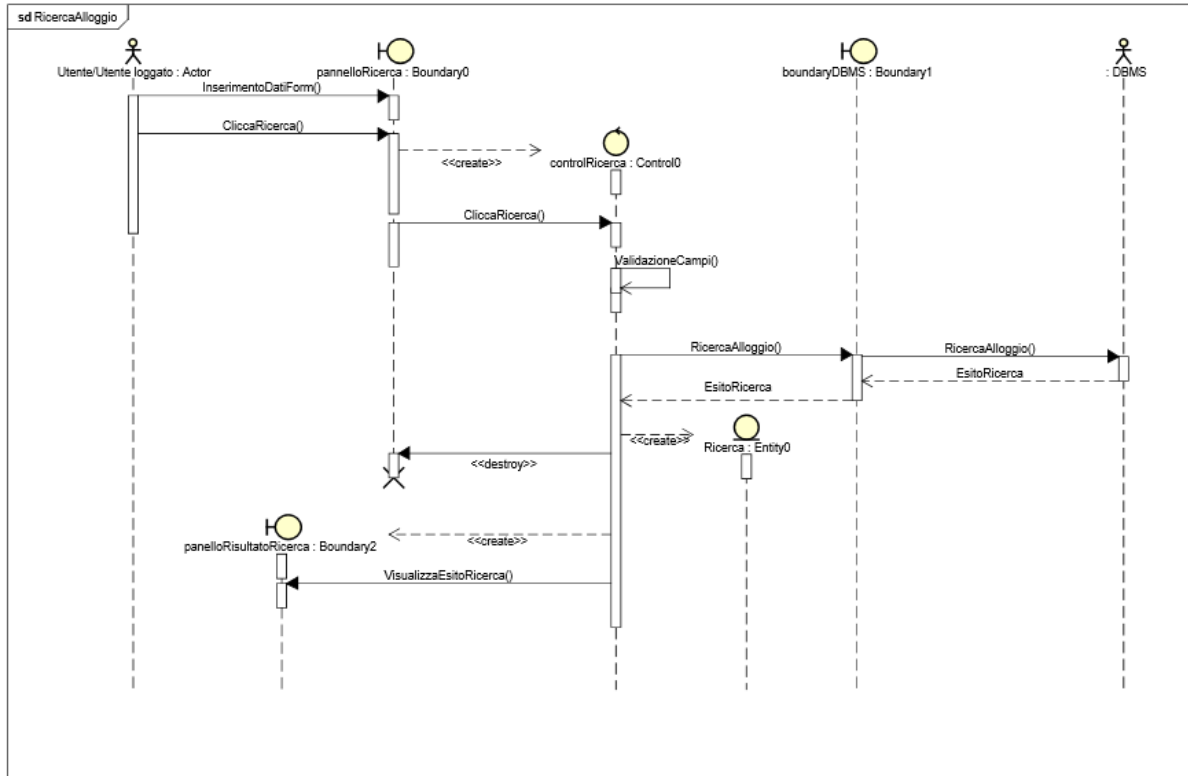 sd RicercaAlloggio
Utente/Utente loggato : Actor
pannelloRicerca : Boundary0
boundaryDBMS : Boundary1
: DBMS
InserimentoDatiForm()
CliccaRicerca()
<<create>>
controlRicerca : Control0
CliccaRicerca()
ValidazioneCampi()
RicercaAlloggio()
RicercaAlloggio()
EsitoRicerca
EsitoRicerca
<<create>>
Ricerca : Entity0
<<destroy>>
<<create>>
panelloRisultatoRicerca : Boundary2
VisualizzaEsitoRicerca()